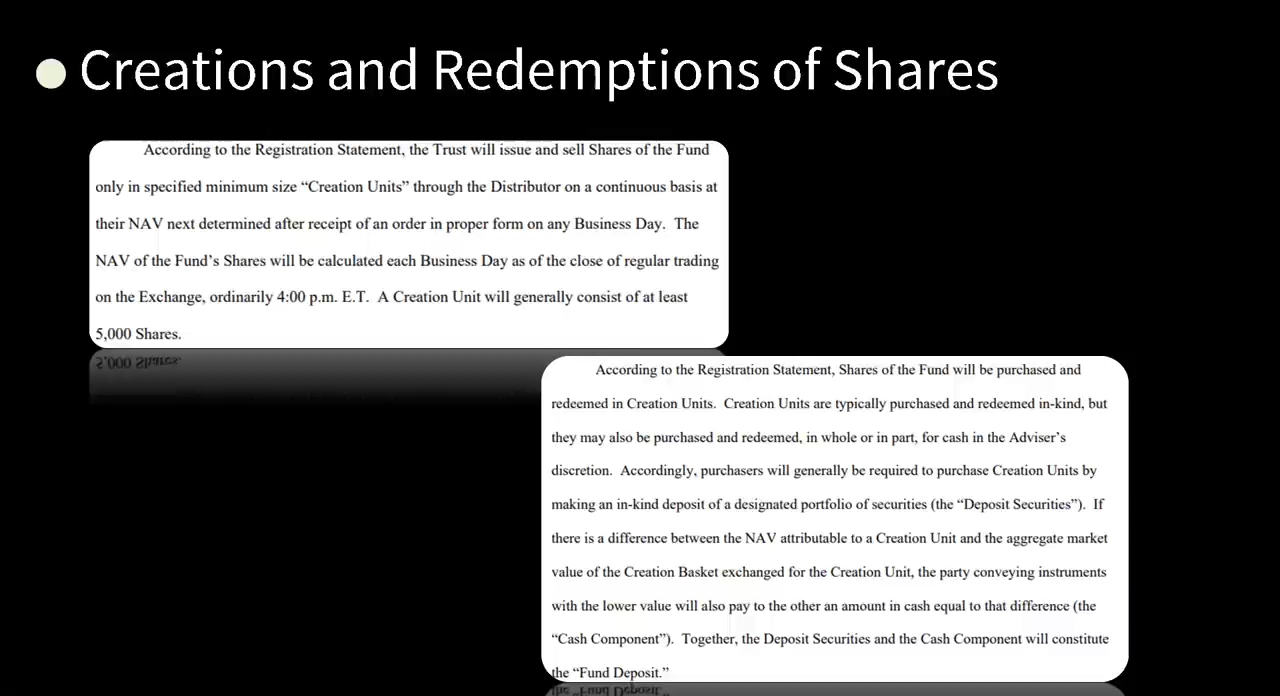 Creations and Redemptions of Shares
According to the Registration Statement, the Trust will issue and sell Shares of the Fund
only in specified minimum size “Creation Units” through the Distributor on a continuous basis at
their NAV next determined after receipt of an order in proper form on any Business Day.  The
NAV of the Fund’s Shares will be calculated each Business Day as of the close of regular trading
on the Exchange, ordinarily 4:00 p.m. E.T.  A Creation Unit will generally consist of at least
5,000 Shares.
According to the Registration Statement, Shares of the Fund will be purchased and
redeemed in Creation Units.  Creation Units are typically purchased and redeemed in-kind, but
they may also be purchased and redeemed, in whole or in part, for cash in the Adviser’s
discretion.  Accordingly, purchasers will generally be required to purchase Creation Units by
making an in-kind deposit of a designated portfolio of securities (the “Deposit Securities”).  If
there is a difference between the NAV attributable to a Creation Unit and the aggregate market
value of the Creation Basket exchanged for the Creation Unit, the party conveying instruments
with the lower value will also pay to the other an amount in cash equal to that difference (the
“Cash Component”).  Together, the Deposit Securities and the Cash Component will constitute
the “Fund Deposit.”